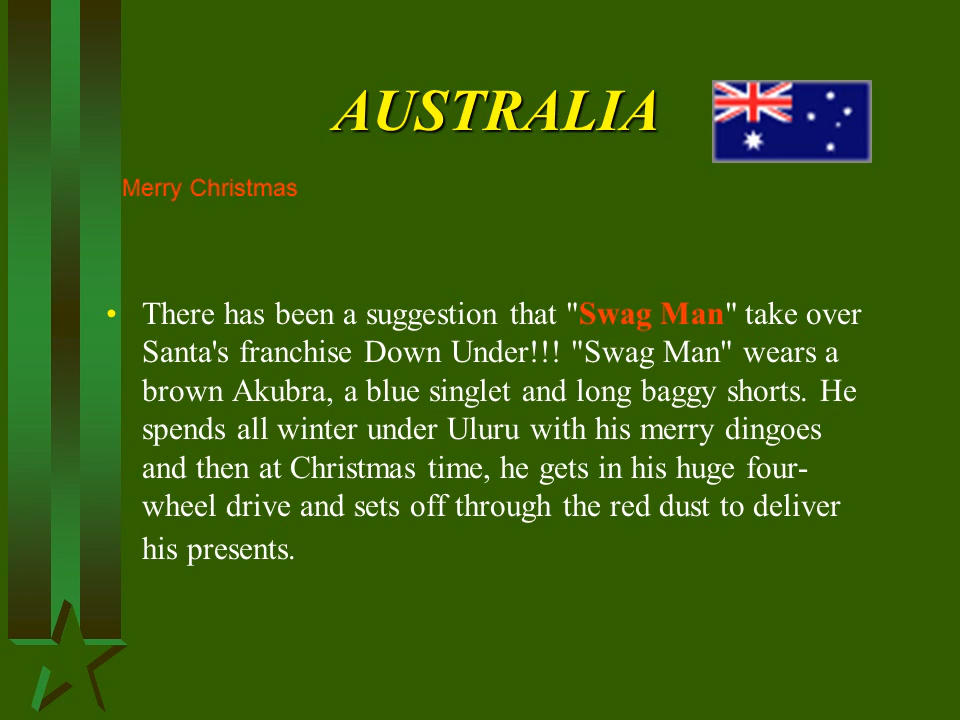 AUSTRALIA
Merry Christmas
• There has been a suggestion that "Swag Man" take over
Santa's franchise Down Under!!! "Swag Man" wears a
brown Akubra, a blue singlet and long baggy shorts. He
spends all winter under Uluru with his merry dingoes
and then at Christmas time, he gets in his huge four-
wheel drive and sets off through the red dust to deliver
his presents.